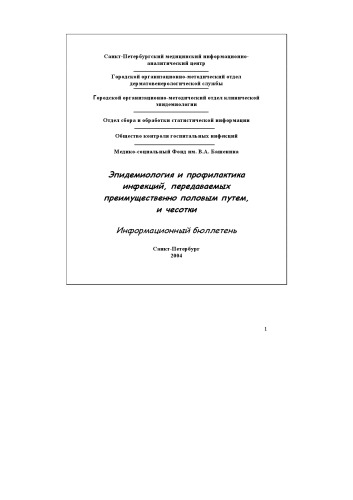 Санкт-Петербургский медицинский информационно-
аналитический центр
Городской организационно-методический отдел
дерматовенерологической службы
Городской организационно-методический отдел клинической
эпидемиологии
Отдел сбора и обработки статистической информации
Общество контроля госпитальных инфекций
Медико-социальный Фонд им. В.А. Башенина
Эпидемиология и профилактика
инфекций, передаваемых
преимущественно половым путем,
и чесотки
Информационный бюллетень
Санкт-Петербург
2004
1